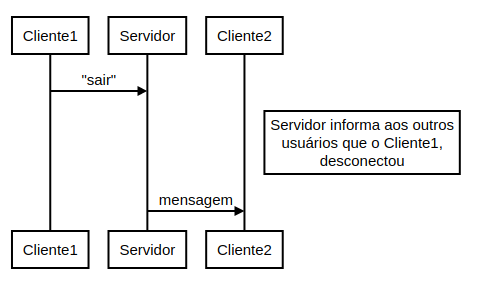 Cliente1 Servidor Cliente2
"sair"
Servidor informa aos outros
usuários que o Cliente1,
desconectou
mensagem
Cliente1 Servidor Cliente2